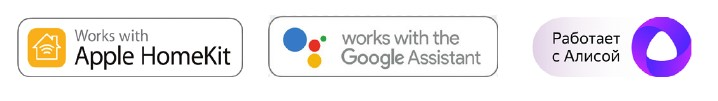 Works with
Apple HomeKit
works with the
Google Assistant
Работает
с Алисой